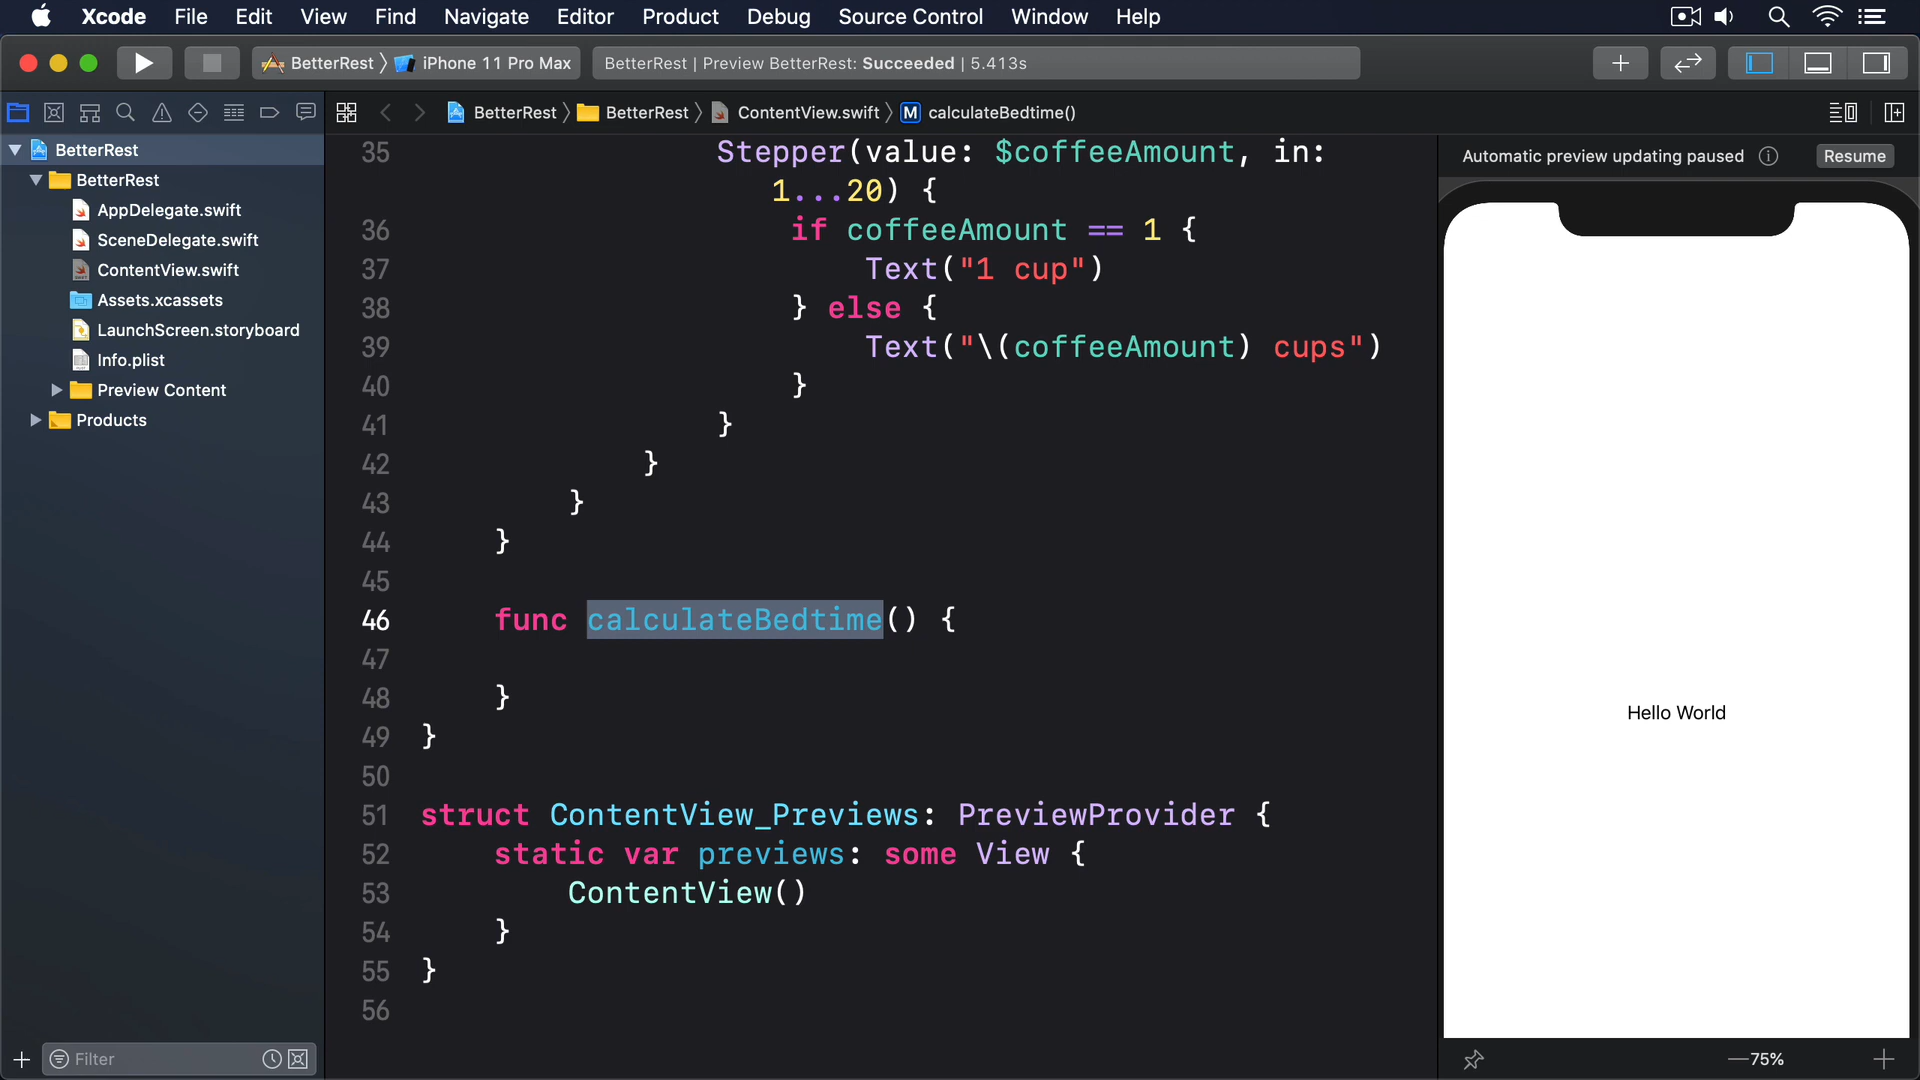 Xcode File Edit View Find Navigate Editor Product Debug Source Control Window Help
BetterRest iPhone 11 Pro Max BetterRest | Preview BetterRest: Succeeded | 5.413s
BetterRest BetterRest ContentView.swift M calculateBedtime()
BetterRest
BetterRest
AppDelegate.swift
SceneDelegate.swift
ContentView.swift
Assets.xcassets
LaunchScreen.storyboard
Info.plist
Preview Content
Products
Filter
35 Stepper(value: $coffeeAmount, in:
1...20) {
36 if coffeeAmount == 1 {
37 Text("1 cup")
38 } else {
39 Text("\(coffeeAmount) cups")
40 }
41 }
42 }
43 }
44 }
45
46 func calculateBedtime() {
47
48 }
49 }
50
51 struct ContentView_Previews: PreviewProvider {
52 static var previews: some View {
53 ContentView()
54 }
55 }
56
Automatic preview updating paused Resume
Hello World
75%